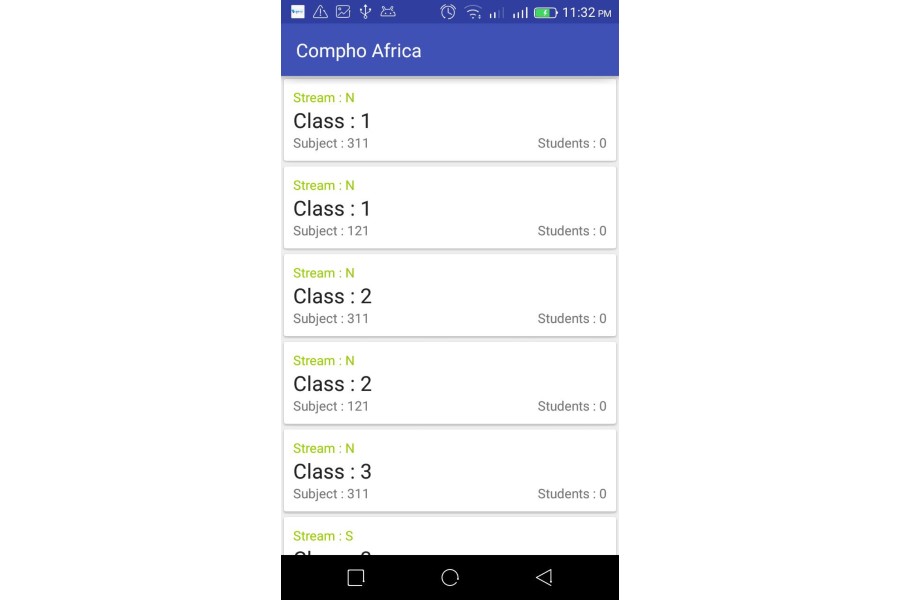 11:32 PM
Compho Africa
Stream : N
Class : 1
Subject : 311 Students : 0
Stream : N
Class : 1
Subject : 121 Students : 0
Stream : N
Class : 2
Subject : 311 Students : 0
Stream : N
Class : 2
Subject : 121 Students : 0
Stream : N
Class : 3
Subject : 311 Students : 0
Stream : S